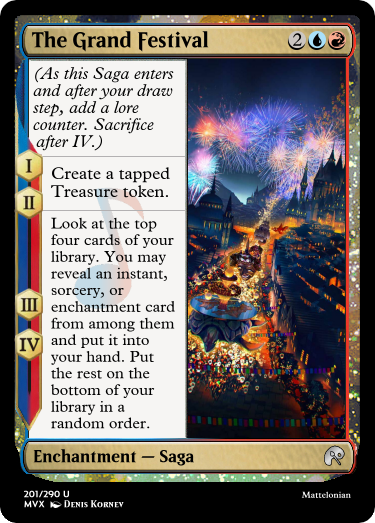 The Grand Festival 2
(As this Saga enters
and after your draw
step, add a lore
counter. Sacrifice
after IV.)
I
Create a tapped
II
Treasure token.
Look at the top
four cards of your
library. You may
reveal an instant,
sorcery, or
III
enchantment card
from among them
IV
and put it into
your hand. Put
the rest on the
bottom of your
library in a
random order.
Enchantment — Saga
201/290 U
MVX Denis Kornev
Mattelonian